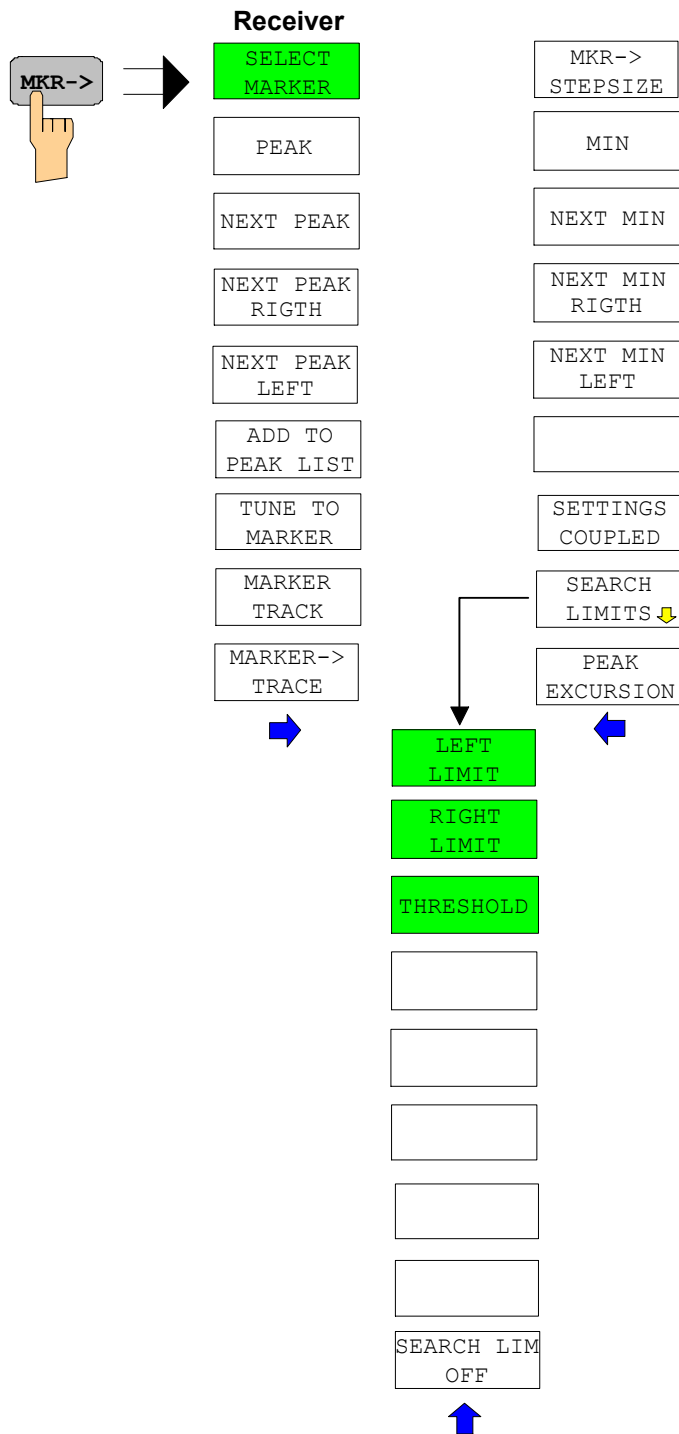 Receiver
MKR->
SELECT
MARKER
PEAK
NEXT PEAK
NEXT PEAK
RIGTH
NEXT PEAK
LEFT
ADD TO
PEAK LIST
TUNE TO
MARKER
MARKER
TRACK
MARKER->
TRACE
MKR->
STEPSIZE
MIN
NEXT MIN
NEXT MIN
RIGTH
NEXT MIN
LEFT
SETTINGS
COUPLED
SEARCH
LIMITS
PEAK
EXCURSION
LEFT
LIMIT
RIGHT
LIMIT
THRESHOLD
SEARCH LIM
OFF